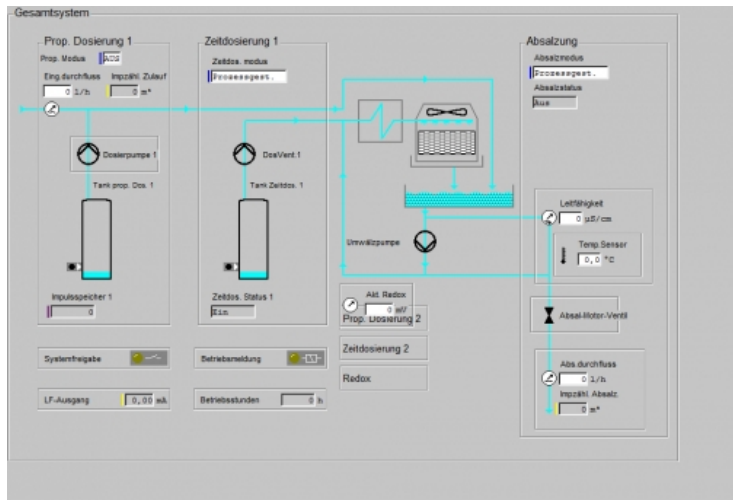 Gesamtsystem
Prop. Dosierung 1
Prop. Modus AUS
Eing.durchfluss Impzähl. Zulauf
0 l/h 0 m³
Dosierpumpe 1
Tank prop. Dos. 1
Impulsspeicher 1
0
Zeitdosierung 1
Zeitdos. modus
Prozessgest.
DosVent.1
Tank Zeitdos. 1
Zeitdos. Status 1
Ein
Umwälzpumpe
Akt. Redox
0 mV
Prop. Dosierung 2
Zeitdosierung 2
Redox
Absalzung
Absalzmodus
Prozessgest.
Absalzstatus
Aus
Leitfähigkeit
0 µS/cm
Temp.Sensor
0,0 °C
Absal-Motor-Ventil
Abs.durchfluss
0 l/h
Impzähl. Absalz.
0 m³
Systemfreigabe
Betriebsmeldung
LF-Ausgang 0,00 mA
Betriebsstunden 0 h